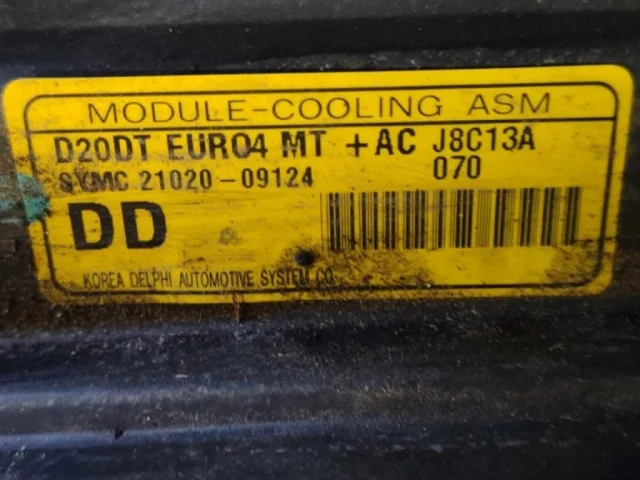 MODULE-COOLING ASM
D20DT EURO4 MT +AC J8C13A
SYMC 21020-09124 070
DD
KOREA DELPHI AUTOMOTIVE SYSTEM CO.